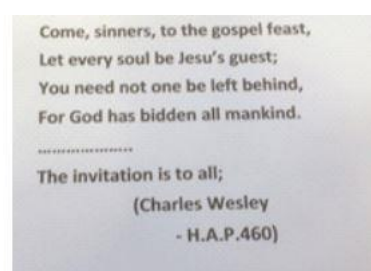 Come, sinners, to the gospel feast,
Let every soul be Jesu's guest;
You need not one be left behind,
For God has bidden all mankind.
...................
The invitation is to all;
(Charles Wesley
- H.A.P.460)